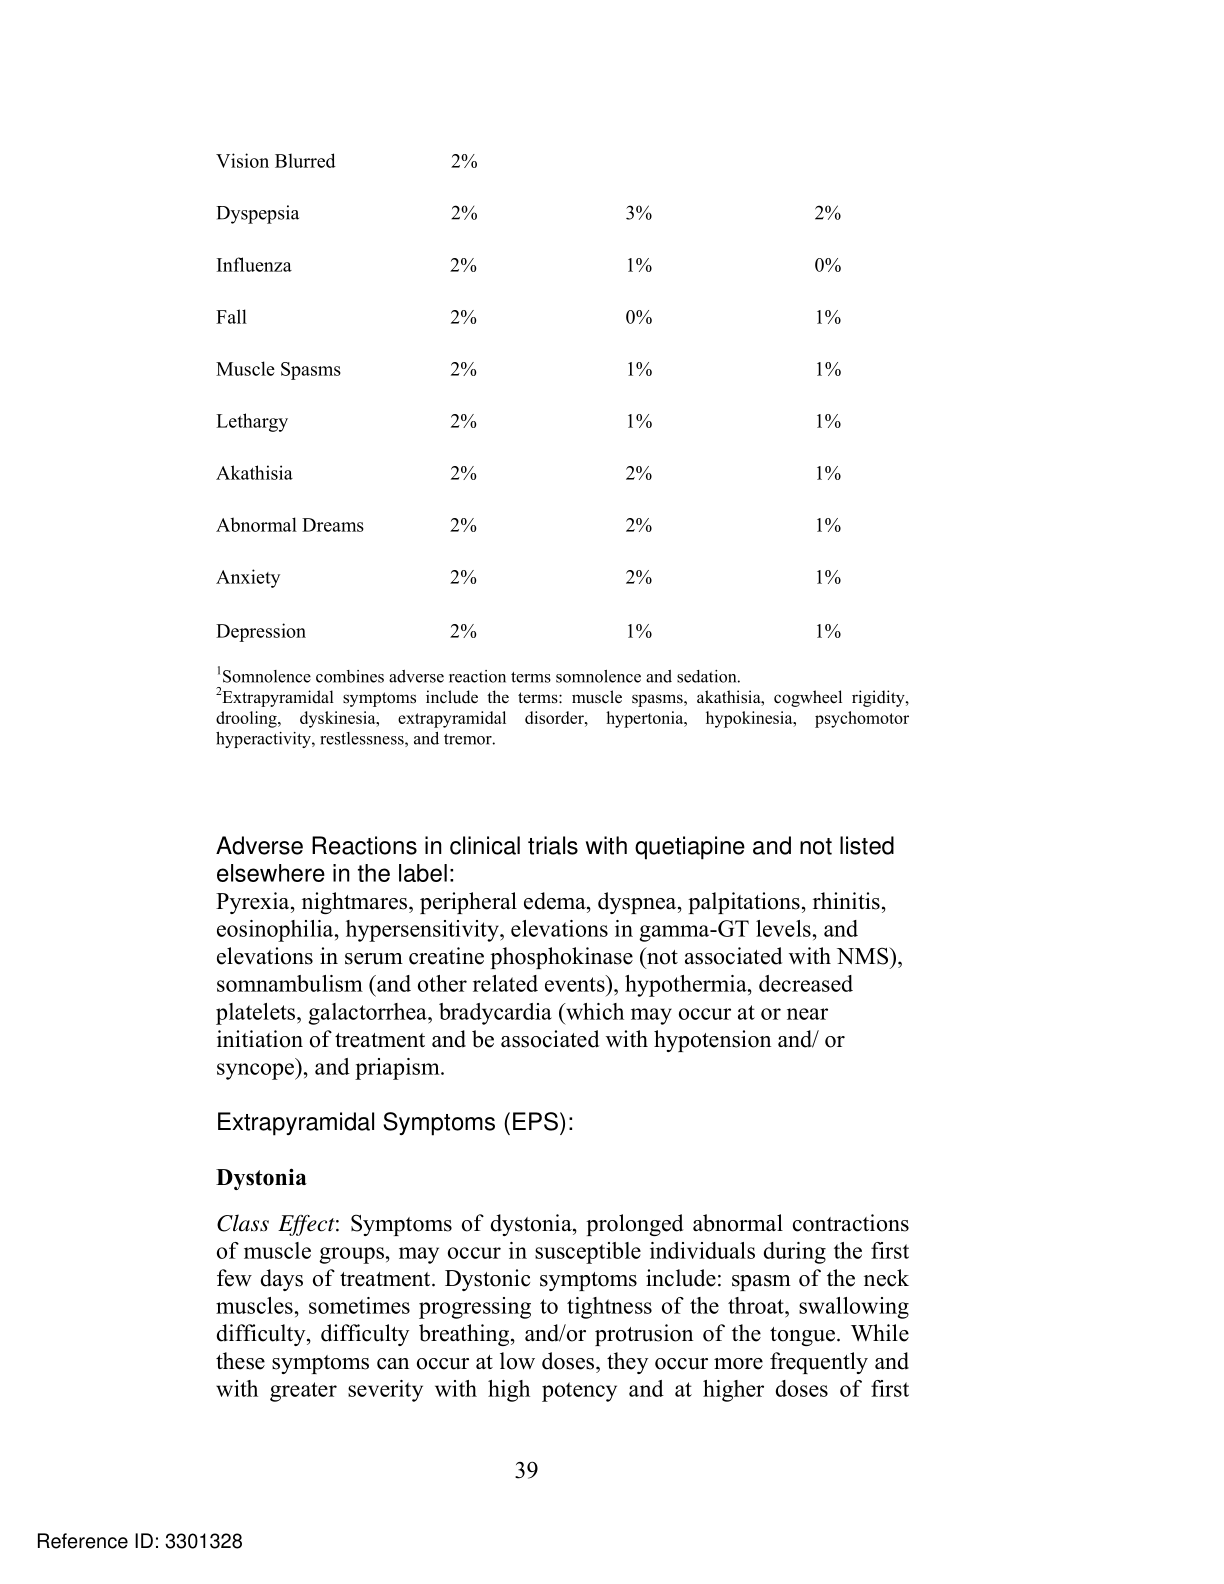 Vision Blurred 2%
Dyspepsia 2% 3% 2%
Influenza 2% 1% 0%
Fall 2% 0% 1%
Muscle Spasms 2% 1% 1%
Lethargy 2% 1% 1%
Akathisia 2% 2% 1%
Abnormal Dreams 2% 2% 1%
Anxiety 2% 2% 1%
Depression 2% 1% 1%
1Somnolence combines adverse reaction terms somnolence and sedation.
2Extrapyramidal symptoms include the terms: muscle spasms, akathisia, cogwheel rigidity,
drooling, dyskinesia, extrapyramidal disorder, hypertonia, hypokinesia, psychomotor
hyperactivity, restlessness, and tremor.
Adverse Reactions in clinical trials with quetiapine and not listed
elsewhere in the label:
Pyrexia, nightmares, peripheral edema, dyspnea, palpitations, rhinitis,
eosinophilia, hypersensitivity, elevations in gamma-GT levels, and
elevations in serum creatine phosphokinase (not associated with NMS),
somnambulism (and other related events), hypothermia, decreased
platelets, galactorrhea, bradycardia (which may occur at or near
initiation of treatment and be associated with hypotension and/ or
syncope), and priapism.
Extrapyramidal Symptoms (EPS):
Dystonia
Class Effect: Symptoms of dystonia, prolonged abnormal contractions
of muscle groups, may occur in susceptible individuals during the first
few days of treatment. Dystonic symptoms include: spasm of the neck
muscles, sometimes progressing to tightness of the throat, swallowing
difficulty, difficulty breathing, and/or protrusion of the tongue. While
these symptoms can occur at low doses, they occur more frequently and
with greater severity with high potency and at higher doses of first
39
Reference ID: 3301328